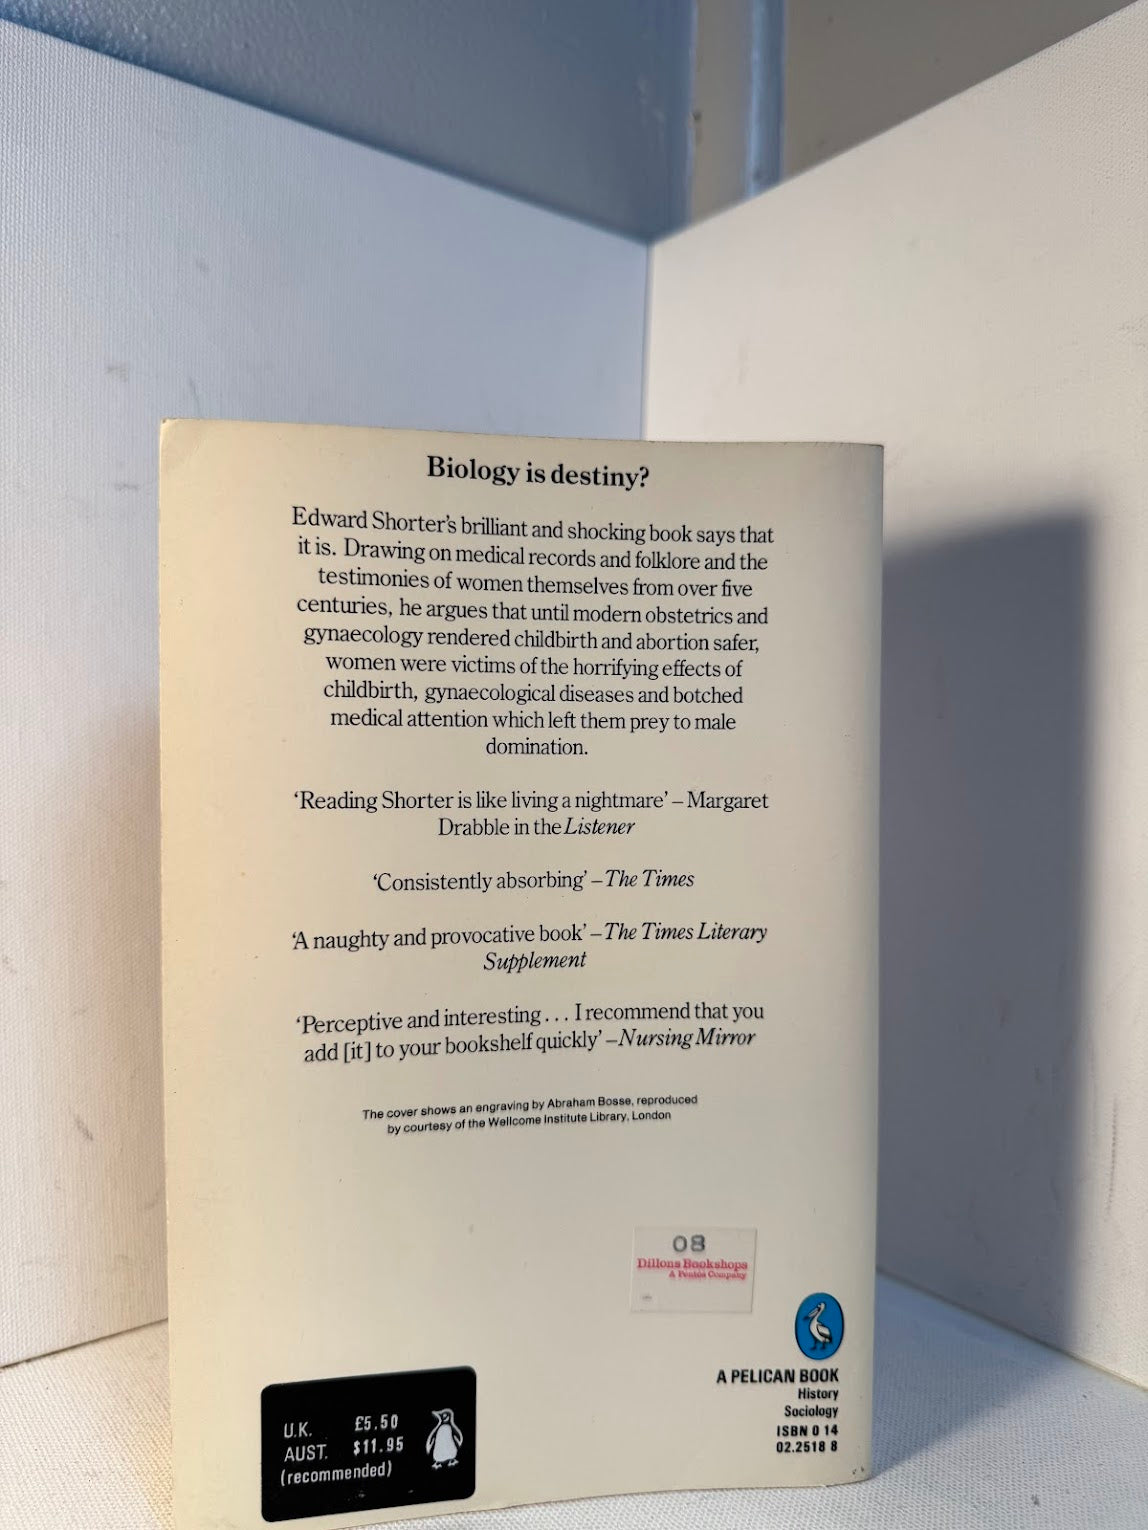 Biology is destiny?
Edward Shorter's brilliant and shocking book says that
it is. Drawing on medical records and folklore and the
testimonies of women themselves from over five
centuries, he argues that until modern obstetrics and
gynaecology rendered childbirth and abortion safer,
women were victims of the horrifying effects of
childbirth, gynaecological diseases and botched
medical attention which left them prey to male
domination.
‘Reading Shorter is like living a nightmare’ – Margaret
Drabble in the Listener
‘Consistently absorbing’ – The Times
‘A naughty and provocative book’ – The Times Literary
Supplement
‘Perceptive and interesting . . . I recommend that you
add [it] to your bookshelf quickly’ – Nursing Mirror
The cover shows an engraving by Abraham Bosse, reproduced
by courtesy of the Wellcome Institute Library, London
08
Dillons Bookshops
A Pentos Company
A PELICAN BOOK
History
Sociology
ISBN 0 14
02.2518 8
U.K. £5.50
AUST. $11.95
(recommended)